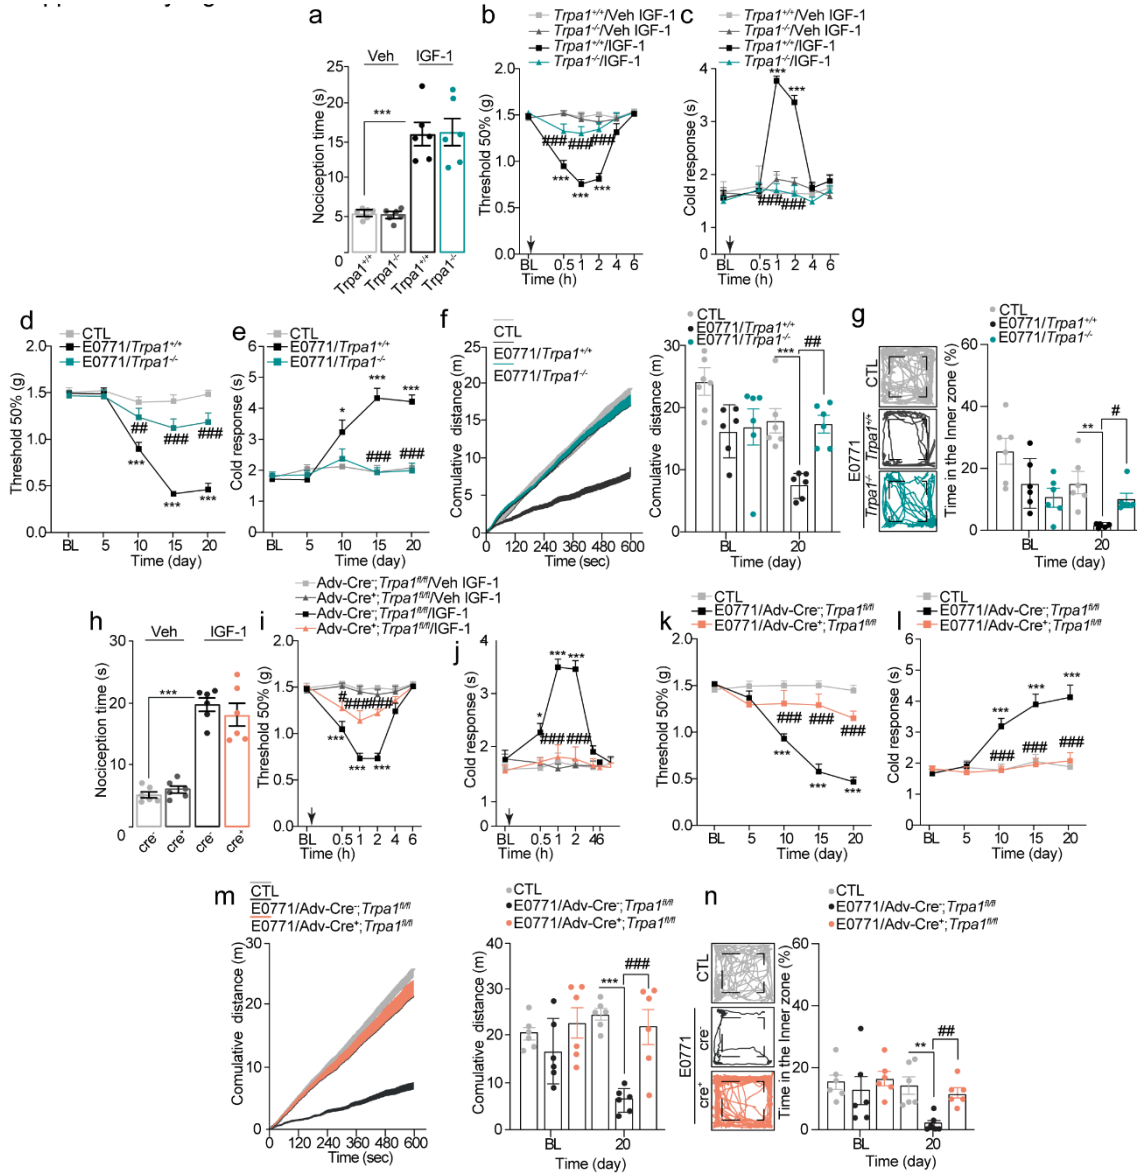 a
Veh IGF-1
Nociception time (s)
25
20
15
10
5
0
***
Trpa1+/+
Trpa1-/-
Trpa1+/+
Trpa1-/-
b
Trpa1+/+/Veh IGF-1
Trpa1-/-/Veh IGF-1
Trpa1+/+/IGF-1
Trpa1-/-/IGF-1
Threshold 50% (g)
2.0
1.5
1.0
0.5
0.0
### ### ###
*** *** ***
BL 0.5 1 2 4 6
Time (h)
c
Trpa1+/+/Veh IGF-1
Trpa1-/-/Veh IGF-1
Trpa1+/+/IGF-1
Trpa1-/-/IGF-1
Cold response (s)
4
3
2
1
0
*** ***
### ###
BL 0.5 1 2 4 6
Time (h)
d
CTL
E0771/Trpa1+/+
E0771/Trpa1-/-
Threshold 50% (g)
2.0
1.5
1.0
0.5
0.0
## ### ###
*** *** ***
BL 5 10 15 20
Time (day)
e
CTL
E0771/Trpa1+/+
E0771/Trpa1-/-
Cold response (s)
6
5
4
3
2
1
0
* *** ***
### ###
BL 5 10 15 20
Time (day)
f
CTL
E0771/Trpa1+/+
E0771/Trpa1-/-
Comulative distance (m)
30
20
10
0
0 120 240 360 480 600
Time (sec)
CTL
E0771/Trpa1+/+
E0771/Trpa1-/-
Comulative distance (m)
30
20
10
0
*** ##
BL 20
Time (day)
g
CTL
E0771
Trpa1+/+
Trpa1-/-
CTL
E0771/Trpa1+/+
E0771/Trpa1-/-
Time in the Inner zone (%)
60
40
20
0
** #
BL 20
Time (day)
h
Veh IGF-1
Nociception time (s)
30
20
10
0
***
cre-
cre+
cre-
cre+
i
Adv-Cre-;Trpa1fl/fl/Veh IGF-1
Adv-Cre+;Trpa1fl/fl/Veh IGF-1
Adv-Cre-;Trpa1fl/fl/IGF-1
Adv-Cre+;Trpa1fl/fl/IGF-1
Threshold 50% (g)
2.0
1.5
1.0
0.5
0.0
# ### ###
*** *** ***
BL 0.5 1 2 4 6
Time (h)
j
Cold response (s)
4
3
2
1
0
* *** ***
### ###
BL 0.5 1 2 46
Time (h)
k
CTL
E0771/Adv-Cre-;Trpa1fl/fl
E0771/Adv-Cre+;Trpa1fl/fl
Threshold 50% (g)
2.0
1.5
1.0
0.5
0.0
### ### ###
*** *** ***
BL 5 10 15 20
Time (day)
l
CTL
E0771/Adv-Cre-;Trpa1fl/fl
E0771/Adv-Cre+;Trpa1fl/fl
Cold response (s)
6
5
4
3
2
1
0
*** *** ***
### ### ###
BL 5 10 15 20
Time (day)
m
CTL
E0771/Adv-Cre-;Trpa1fl/fl
E0771/Adv-Cre+;Trpa1fl/fl
Comulative distance (m)
30
20
10
0
0 120 240 360 480 600
Time (sec)
CTL
E0771/Adv-Cre-;Trpa1fl/fl
E0771/Adv-Cre+;Trpa1fl/fl
Comulative distance (m)
40
30
20
10
0
*** ###
BL 20
Time (day)
n
CTL
E0771
cre-
cre+
CTL
E0771/Adv-Cre-;Trpa1fl/fl
E0771/Adv-Cre+;Trpa1fl/fl
Time in the Inner zone (%)
60
40
20
0
** ##
BL 20
Time (day)